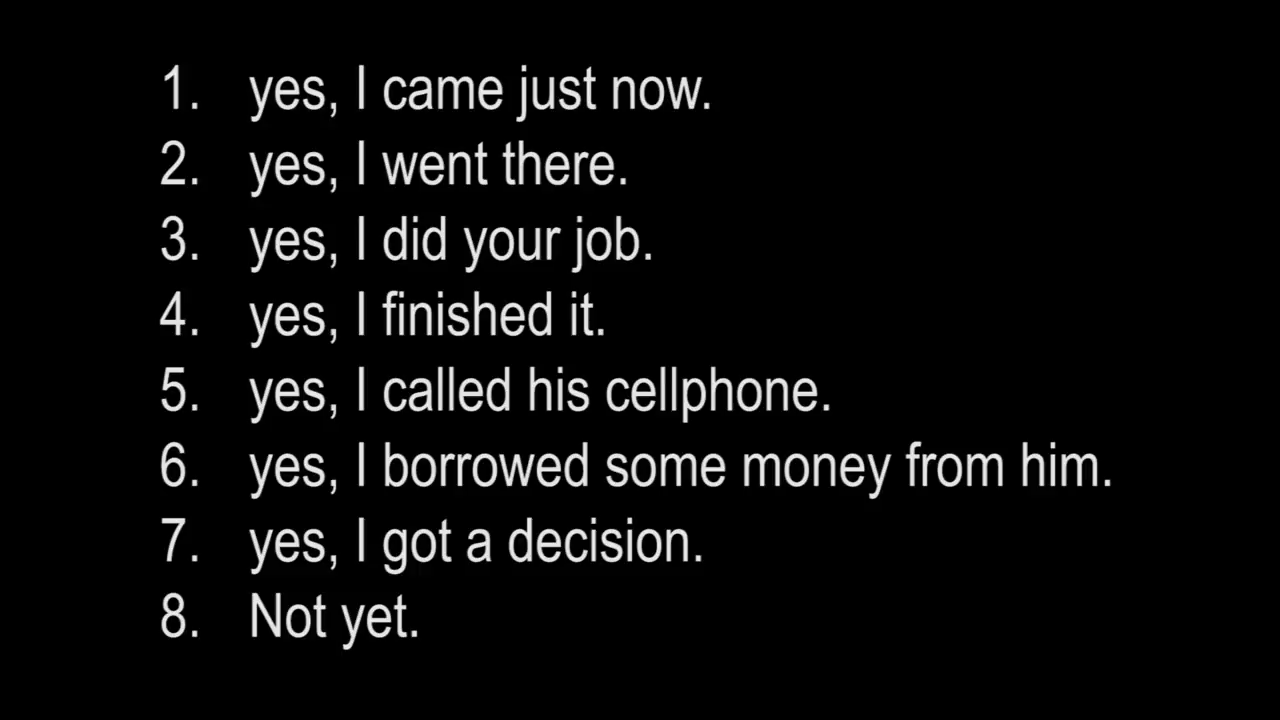 1. yes, I came just now.
2. yes, I went there.
3. yes, I did your job.
4. yes, I finished it.
5. yes, I called his cellphone.
6. yes, I borrowed some money from him.
7. yes, I got a decision.
8. Not yet.